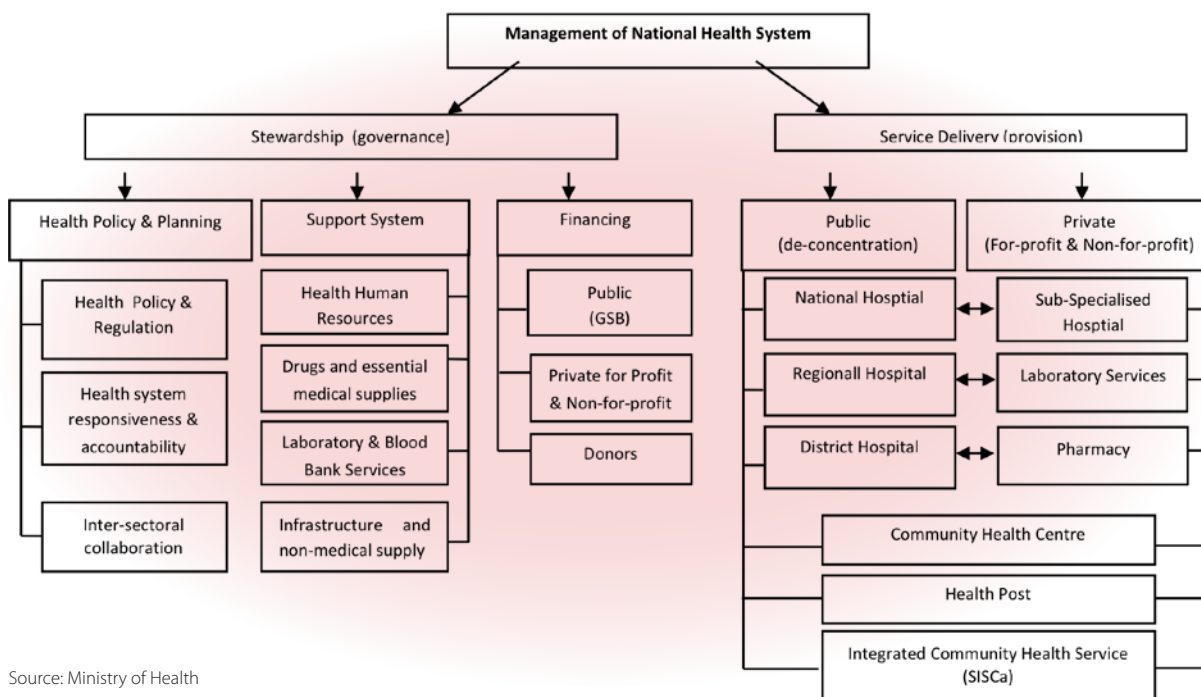 Management of National Health System
Stewardship (governance)
Service Delivery (provision)
Health Policy & Planning
Support System
Financing
Public
(de-concentration)
Private
(For-profit & Non-for-profit)
Health Policy &
Regulation
Health system
responsiveness &
accountability
Inter-sectoral
collaboration
Health Human
Resources
Drugs and essential
medical supplies
Laboratory & Blood
Bank Services
Infrastructure and
non-medical supply
Public
(GSB)
Private for Profit
& Non-for-profit
Donors
National Hosptial
Sub-Specialised
Hosptial
Regionall Hospital
Laboratory Services
District Hospital
Pharmacy
Community Health Centre
Health Post
Integrated Community Health Service
(SISCa)
Source: Ministry of Health